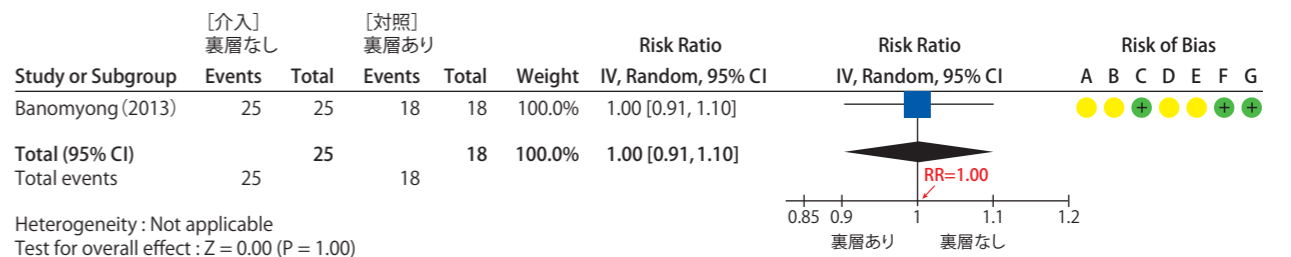 ［介入］ ［対照］
裏層なし 裏層あり Risk Ratio Risk Ratio Risk of Bias
Study or Subgroup Events Total Events Total Weight IV, Random, 95% CI IV, Random, 95% CI A B C D E F G
Banomyong（2013） 25 25 18 18 100.0% 1.00 [0.91, 1.10] + + +
Total (95% CI) 25 18 100.0% 1.00 [0.91, 1.10]
Total events 25 18
RR=1.00
Heterogeneity : Not applicable
Test for overall effect : Z = 0.00 (P = 1.00)
0.85 0.9 1 1.1 1.2
裏層あり 裏層なし